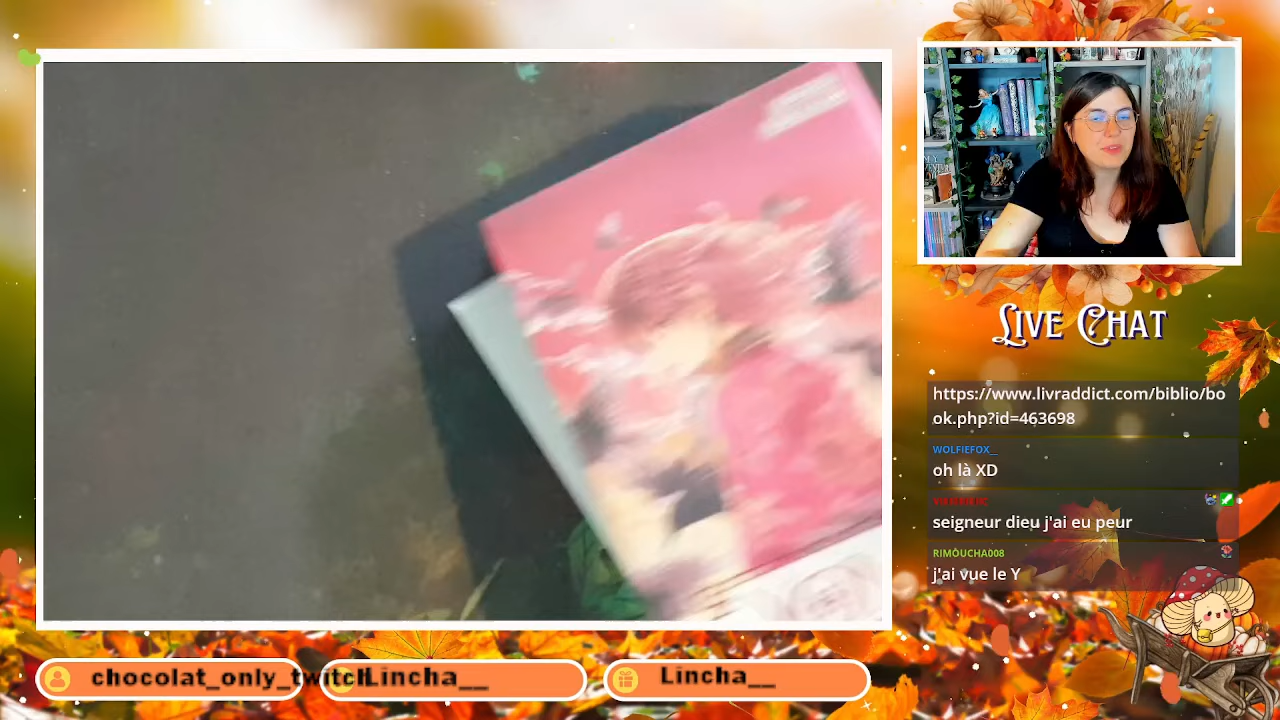 LIVE CHAT
https://www.livraddict.com/biblio/bo
ok.php?id=463698
WOLFIEFOX__
oh là XD
seigneur dieu j'ai eu peur
RIMOUCHA008
j'ai vue le Y
chocolat_only_twitch
Lincha__
Lincha__